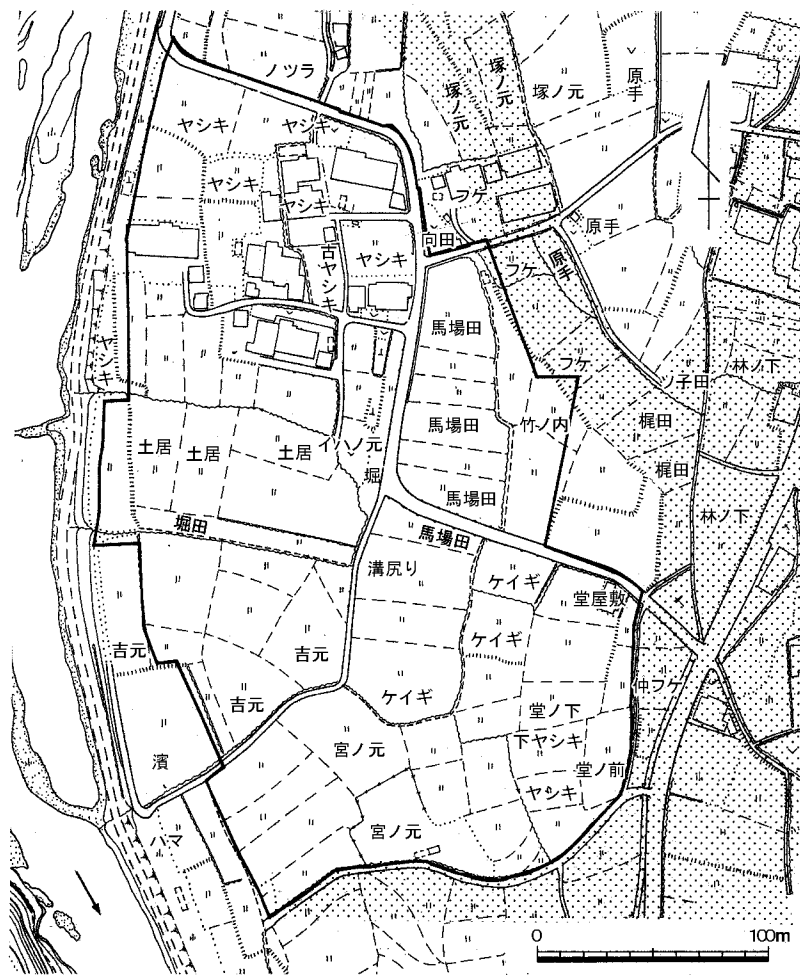 ノツラ
塚ノ元
塚ノ元
塚ノ元
原手
ヤシキ
ヤシキ
ヤシキ
ヤシキ
フケ
原手
向田
原手
古ヤシキ
ヤシキ
フケ
馬場田
ヤシキ
フケ
ノ子田
林ノ下
馬場田
竹ノ内
梶田
土居
土居
土居
イハノ元
梶田
堀
馬場田
林ノ下
堀田
馬場田
溝尻り
ケイギ
堂屋敷
ケイギ
吉元
吉元
中フケ
吉元
ケイギ
堂ノ下
宮ノ元
下ヤシキ
濱
堂ノ前
ヤシキ
ハマ
宮ノ元
0 100m